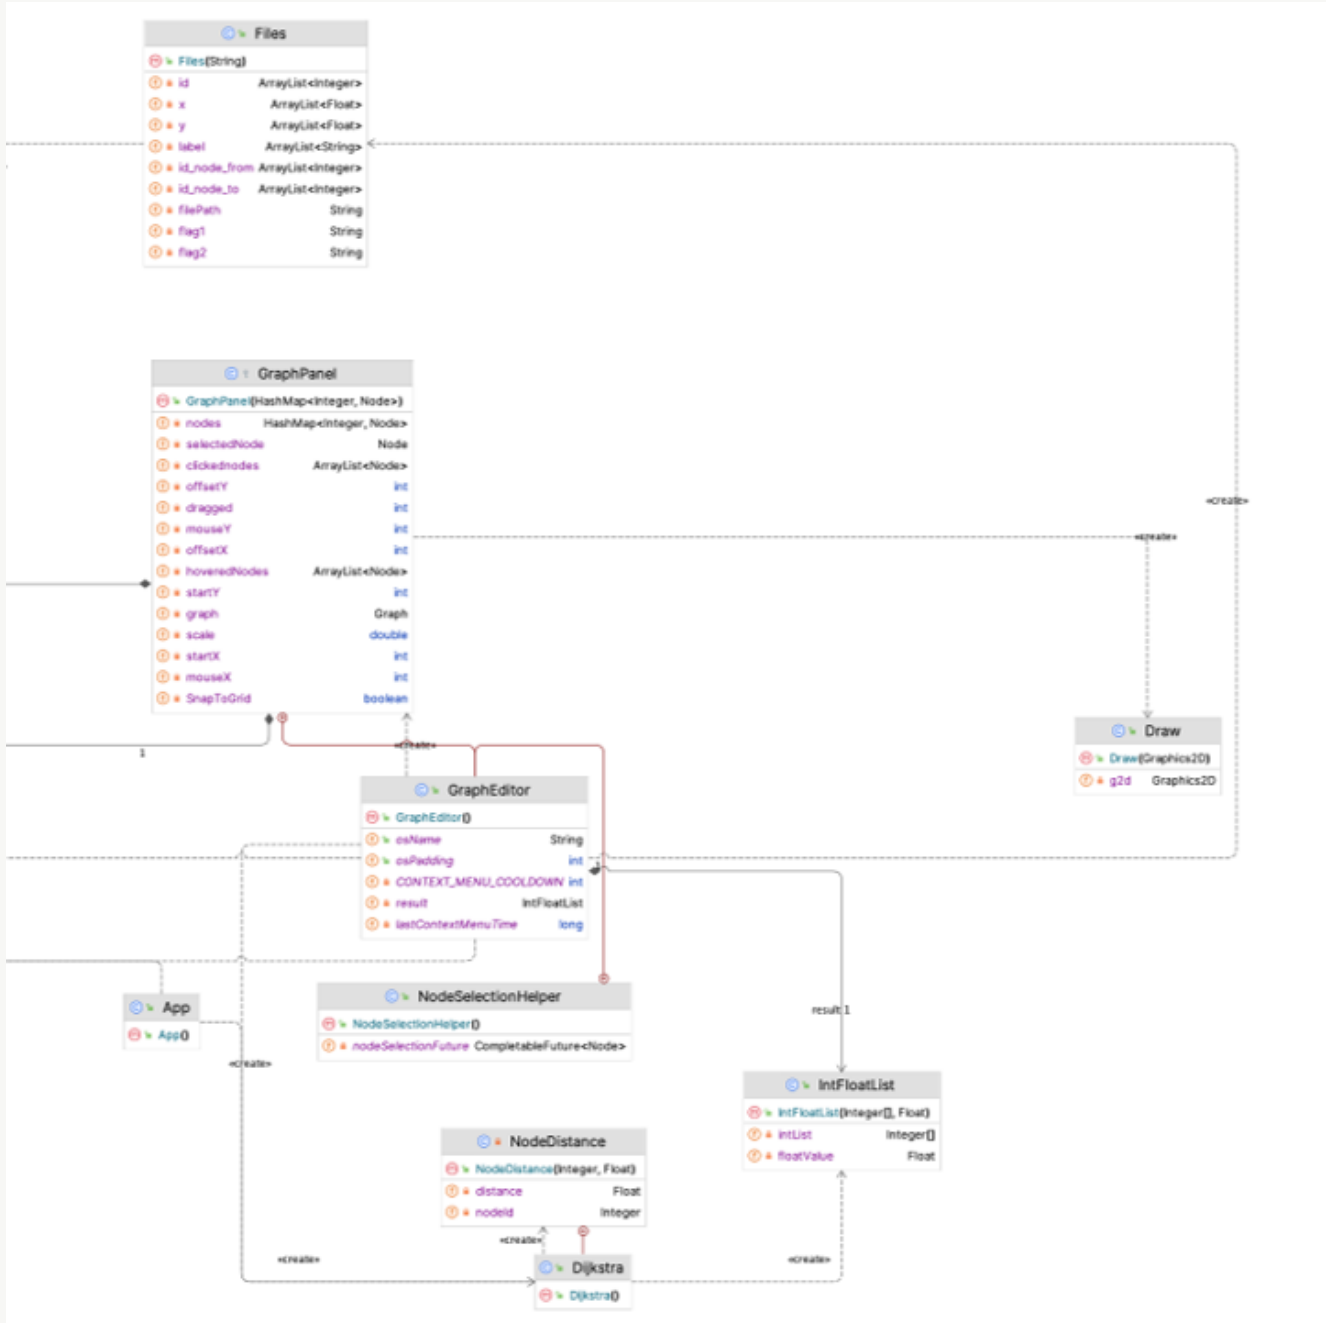 Files
Files(String)
id ArrayList<Integer>
x ArrayList<Float>
y ArrayList<Float>
label ArrayList<String>
id_node_from ArrayList<Integer>
id_node_to ArrayList<Integer>
filePath String
flag1 String
flag2 String
GraphPanel
GraphPanel(HashMap<Integer, Node>)
nodes HashMap<Integer, Node>
selectedNode Node
clickednodes ArrayList<Node>
offsetY int
dragged int
mouseY int
offsetX int
hoveredNodes ArrayList<Node>
startY int
graph Graph
scale double
startX int
mouseX int
SnapToGrid boolean
«create»
«create»
Draw
Draw(Graphics2D)
g2d Graphics2D
1
«create»
GraphEditor
GraphEditor()
osName String
osPadding int
CONTEXT_MENU_COOLDOWN int
result IntFloatList
lastContextMenuTime long
1
NodeSelectionHelper
NodeSelectionHelper()
nodeSelectionFuture CompletableFuture<Node>
App
App()
«create»
result 1
IntFloatList
IntFloatList(Integer[], Float)
intList Integer[]
floatValue Float
NodeDistance
NodeDistance(Integer, Float)
distance Float
nodeId Integer
«create»
«create»
«create»
Dijkstra
Dijkstra()